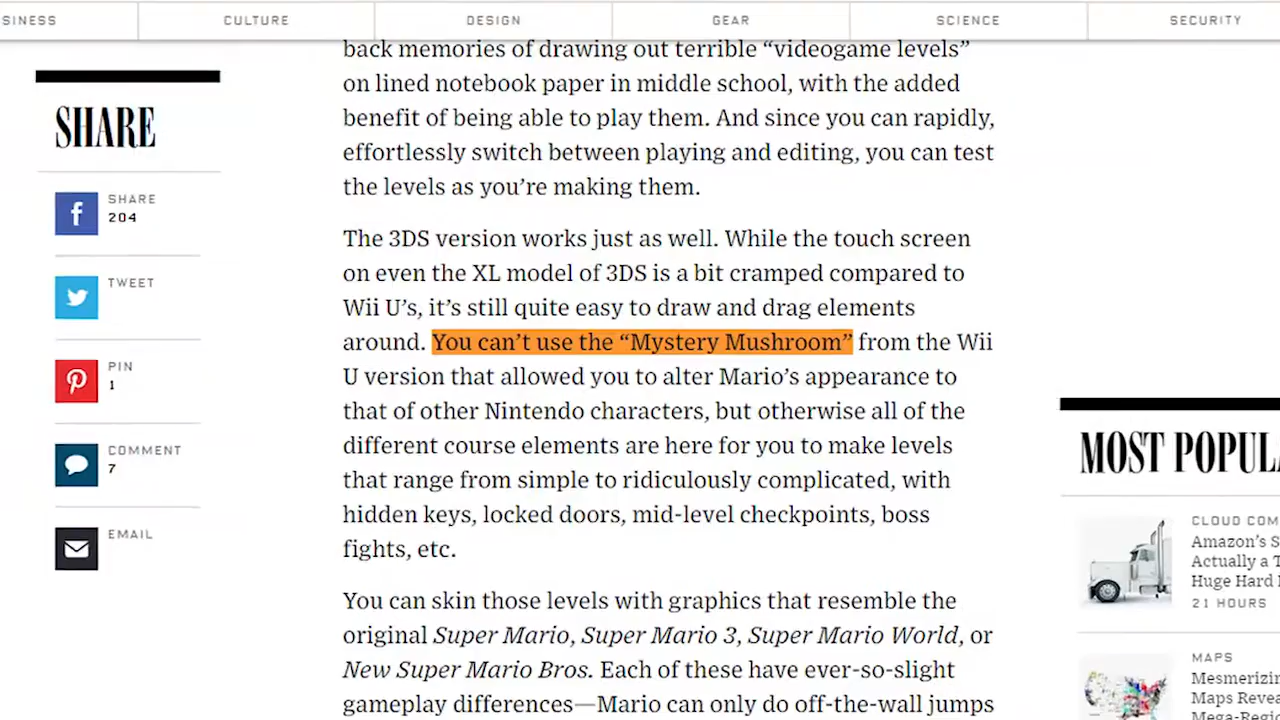 SINESS
CULTURE
DESIGN
GEAR
SCIENCE
SECURITY
SHARE
SHARE
204
TWEET
PIN
1
COMMENT
7
EMAIL
back memories of drawing out terrible “videogame levels”
on lined notebook paper in middle school, with the added
benefit of being able to play them. And since you can rapidly,
effortlessly switch between playing and editing, you can test
the levels as you’re making them.
The 3DS version works just as well. While the touch screen
on even the XL model of 3DS is a bit cramped compared to
Wii U’s, it’s still quite easy to draw and drag elements
around. You can’t use the “Mystery Mushroom” from the Wii
U version that allowed you to alter Mario’s appearance to
that of other Nintendo characters, but otherwise all of the
different course elements are here for you to make levels
that range from simple to ridiculously complicated, with
hidden keys, locked doors, mid-level checkpoints, boss
fights, etc.
You can skin those levels with graphics that resemble the
original Super Mario, Super Mario 3, Super Mario World, or
New Super Mario Bros. Each of these have ever-so-slight
gameplay differences—Mario can only do off-the-wall jumps
MOST POPUL
CLOUD COM
Amazon’s S
Actually a T
Huge Hard
21 HOURS
MAPS
Mesmerizin
Maps Revea
Mega-Regio